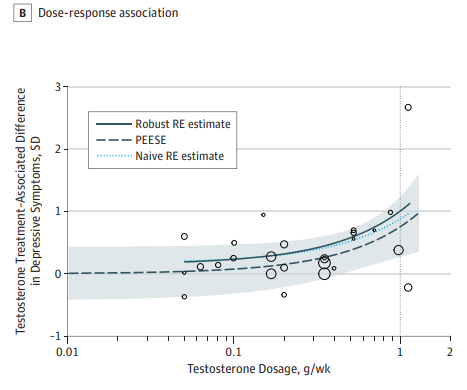 B Dose-response association
Testosterone Treatment-Associated Difference
in Depressive Symptoms, SD
3
2
1
0
-1
Robust RE estimate
PEESE
Naive RE estimate
0.01 0.1 1 2
Testosterone Dosage, g/wk